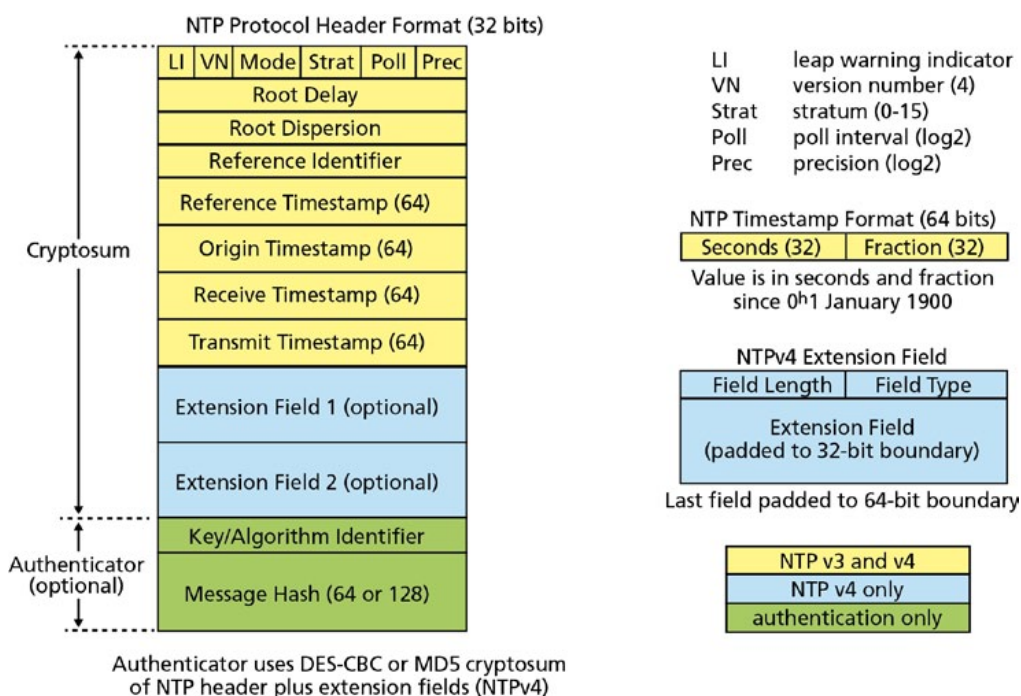 NTP Protocol Header Format (32 bits)
LI VN Mode Strat Poll Prec
Root Delay
Root Dispersion
Reference Identifier
Reference Timestamp (64)
Origin Timestamp (64)
Receive Timestamp (64)
Transmit Timestamp (64)
Extension Field 1 (optional)
Extension Field 2 (optional)
Key/Algorithm Identifier
Message Hash (64 or 128)
Cryptosum
Authenticator
(optional)
Authenticator uses DES-CBC or MD5 cryptosum
of NTP header plus extension fields (NTPv4)
LI leap warning indicator
VN version number (4)
Strat stratum (0-15)
Poll poll interval (log2)
Prec precision (log2)
NTP Timestamp Format (64 bits)
Seconds (32) Fraction (32)
Value is in seconds and fraction
since 0h1 January 1900
NTPv4 Extension Field
Field Length Field Type
Extension Field
(padded to 32-bit boundary)
Last field padded to 64-bit boundary
NTP v3 and v4
NTP v4 only
authentication only